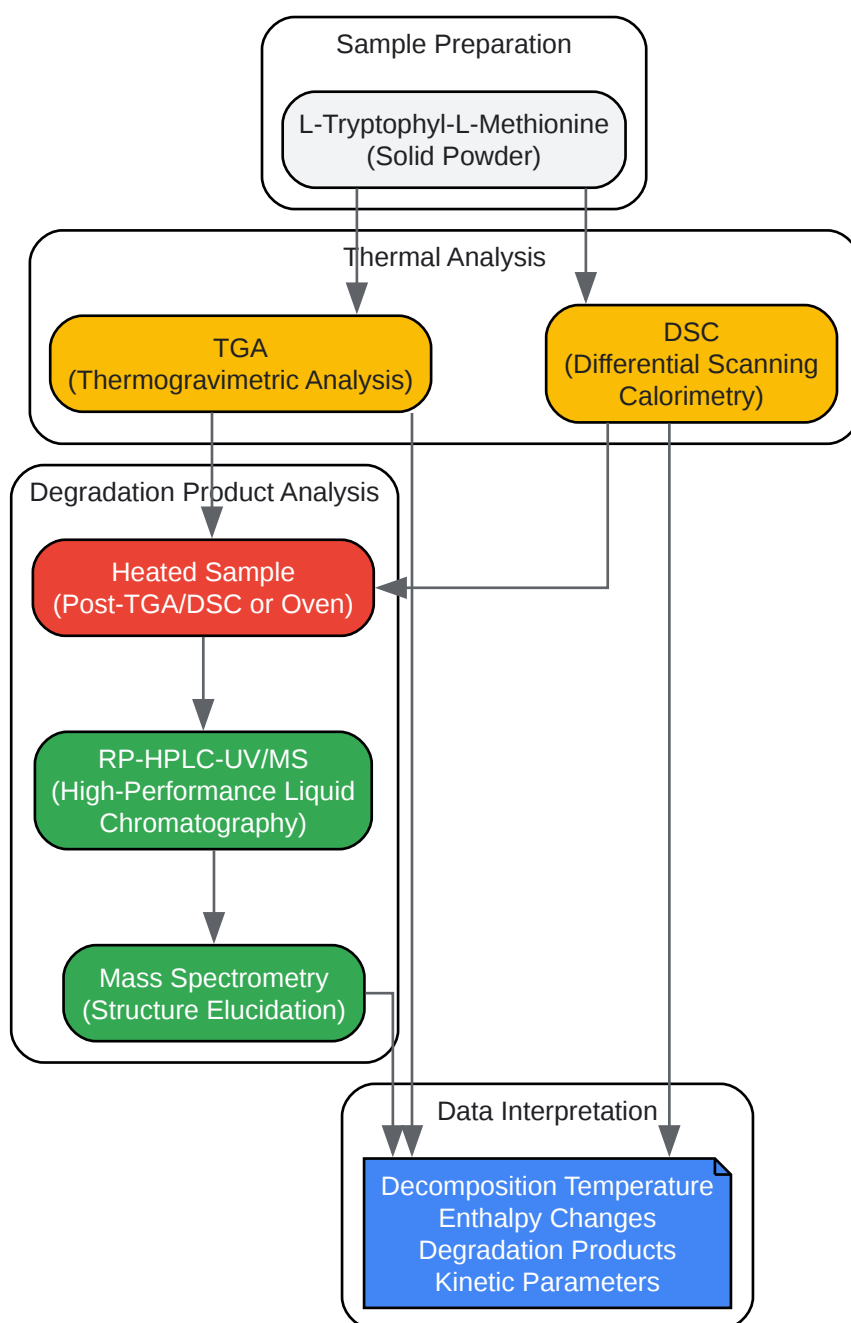 Sample Preparation
L-Tryptophyl-L-Methionine
(Solid Powder)
Thermal Analysis
TGA
(Thermogravimetric Analysis)
DSC
(Differential Scanning
Calorimetry)
Degradation Product Analysis
Heated Sample
(Post-TGA/DSC or Oven)
RP-HPLC-UV/MS
(High-Performance Liquid
Chromatography)
Mass Spectrometry
(Structure Elucidation)
Data Interpretation
Decomposition Temperature
Enthalpy Changes
Degradation Products
Kinetic Parameters